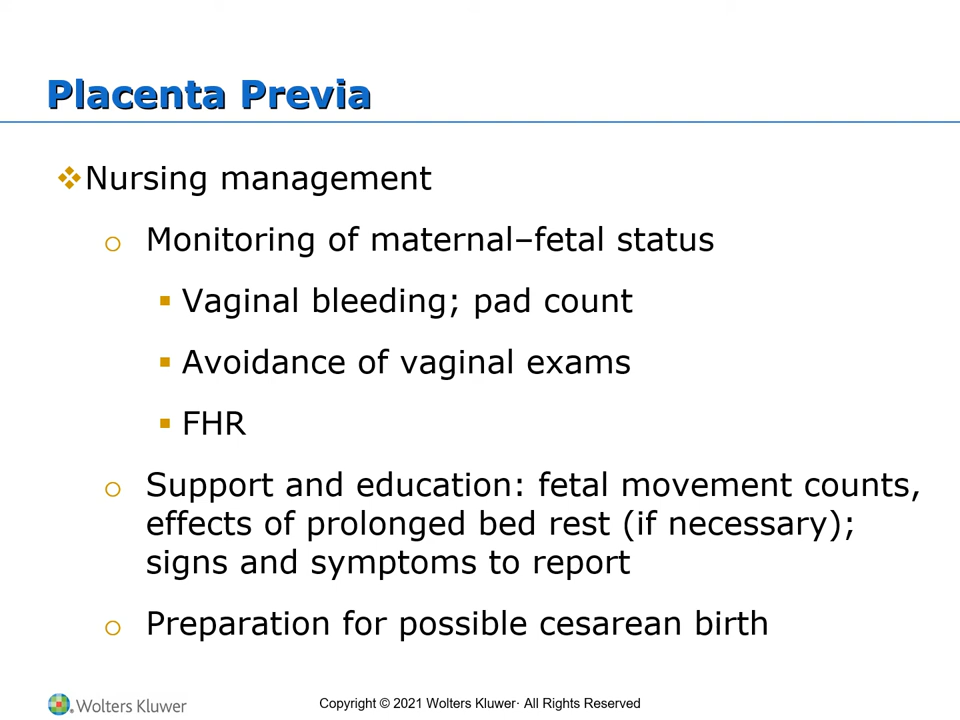 Placenta Previa
❖Nursing management
o Monitoring of maternal–fetal status
▪ Vaginal bleeding; pad count
▪ Avoidance of vaginal exams
▪ FHR
o Support and education: fetal movement counts,
effects of prolonged bed rest (if necessary);
signs and symptoms to report
o Preparation for possible cesarean birth
Wolters Kluwer
Copyright © 2021 Wolters Kluwer· All Rights Reserved